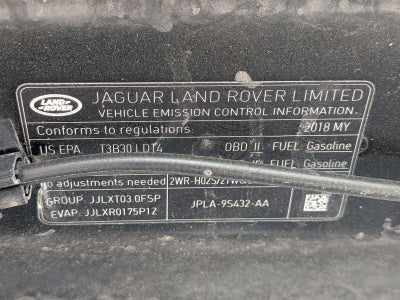 LAND ROVER
JAGUAR LAND ROVER LIMITED
VEHICLE EMISSION CONTROL INFORMATION
Conforms to regulations: 2018 MY
US EPA T3B30 LDT4 OBD II FUEL Gasoline
FUEL Gasoline
no adjustments needed
GROUP: JJLXT03.0FSP JPLA-9S432-AA
EVAP: JJLXR0175P1Z